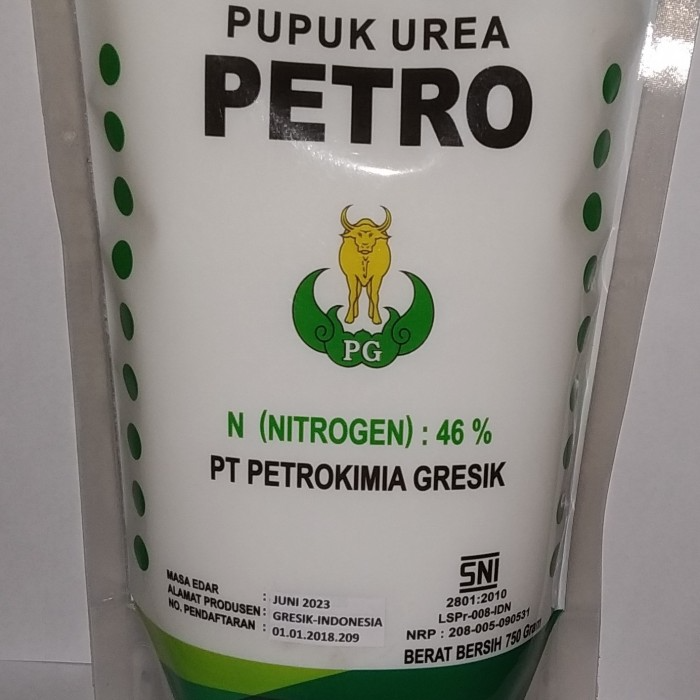 PUPUK UREA
PETRO
PG
N (NITROGEN) : 46 %
PT PETROKIMIA GRESIK
MASA EDAR : JUNI 2023
ALAMAT PRODUSEN : GRESIK-INDONESIA
NO. PENDAFTARAN : 01.01.2018.209
SNI
2801:2010
LSPr-008-IDN
NRP : 208-005-090531
BERAT BERSIH 750 Gram